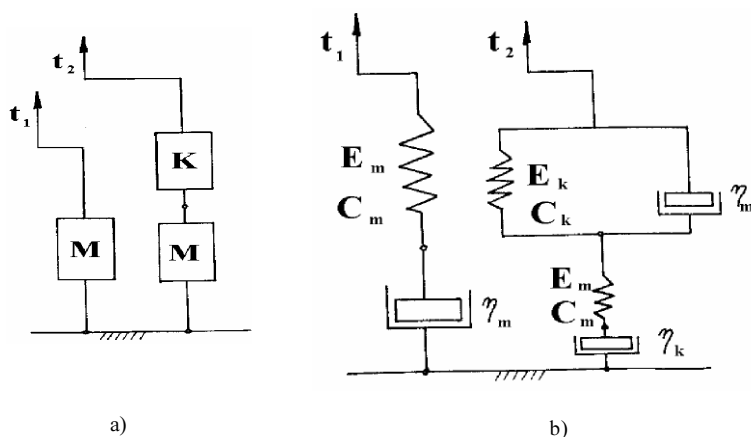 t₂
t₁
K
M
M
a)
t₁
t₂
Eₘ
Cₘ
Eₖ
Cₖ
ηₘ
Eₘ
Cₘ
ηₘ
ηₖ
b)